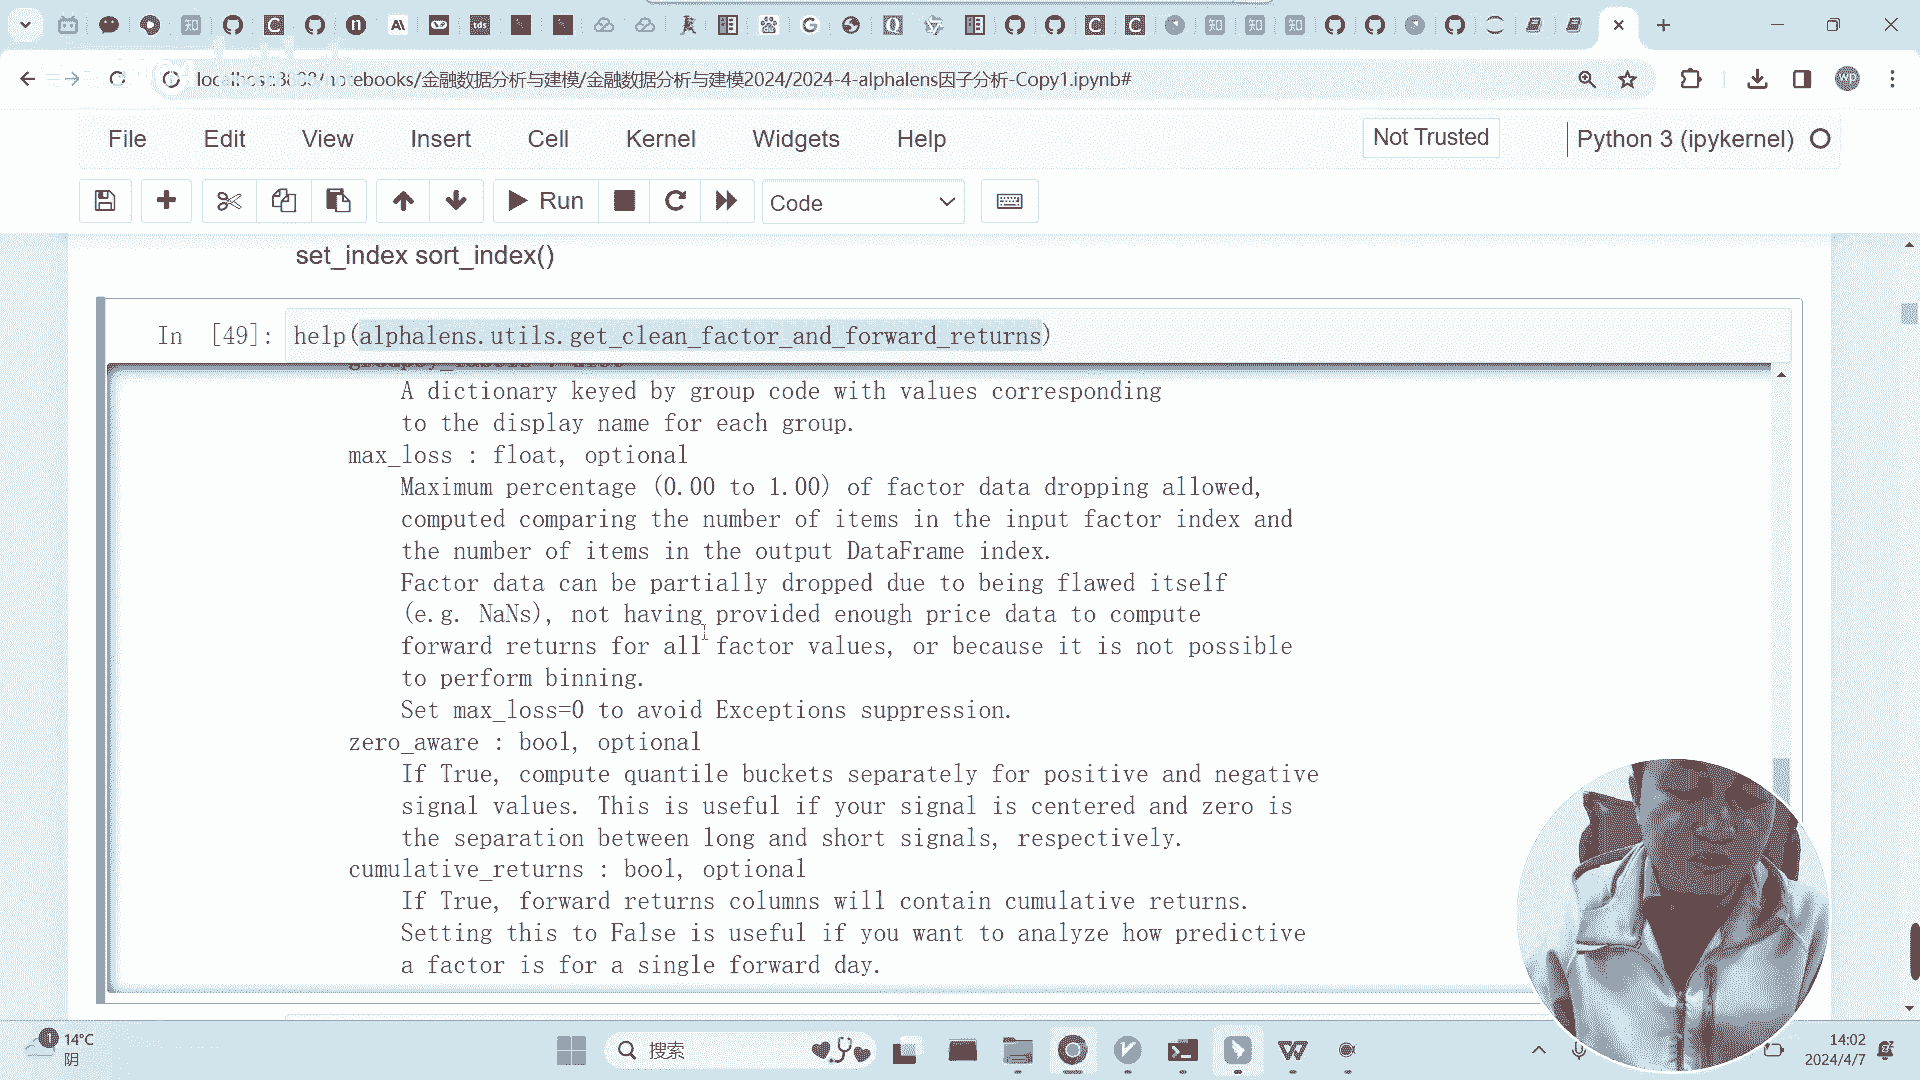 localhost:8888/notebooks/金融数据分析与建模/金融数据分析与建模2024/2024-4-alphalens因子分析-Copy1.ipynb#
wp
File Edit View Insert Cell Kernel Widgets Help
Not Trusted
Python 3 (ipykernel)
Run
Code
set_index sort_index()
In [49]: help(alphalens.utils.get_clean_factor_and_forward_returns)
A dictionary keyed by group code with values corresponding
to the display name for each group.
max_loss : float, optional
Maximum percentage (0.00 to 1.00) of factor data dropping allowed,
computed comparing the number of items in the input factor index and
the number of items in the output DataFrame index.
Factor data can be partially dropped due to being flawed itself
(e.g. NaNs), not having provided enough price data to compute
forward returns for all factor values, or because it is not possible
to perform binning.
Set max_loss=0 to avoid Exceptions suppression.
zero_aware : bool, optional
If True, compute quantile buckets separately for positive and negative
signal values. This is useful if your signal is centered and zero is
the separation between long and short signals, respectively.
cumulative_returns : bool, optional
If True, forward returns columns will contain cumulative returns.
Setting this to False is useful if you want to analyze how predictive
a factor is for a single forward day.
1
14°C
阴
搜索
14:02
2024/4/7